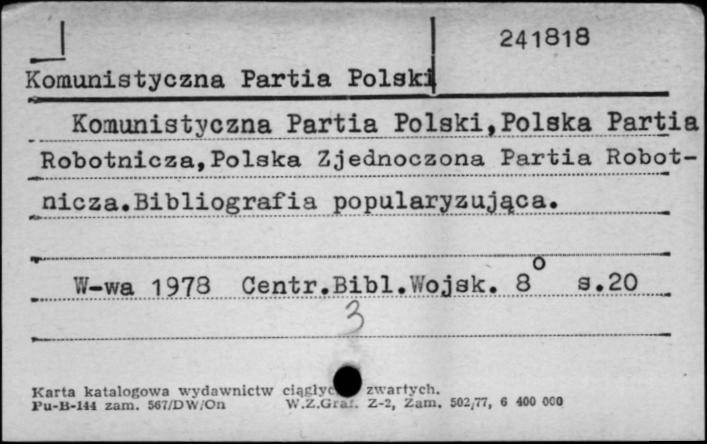 241818
Komunistyczna Partia Polski
Komunistyczna Partia Polski,Polska Partia
Robotnicza,Polska Zjednoczona Partia Robot-
nicza.Bibliografia popularyzująca.
W-wa 1978 Centr.Bibl.Wojsk. 8° s.20
3
Karta katalogowa wydawnictw zwartych.
Pu-B-144 zam. 567/DW/On W.Z.Graf. Z-2, Zam. 502/77, 6 400 000